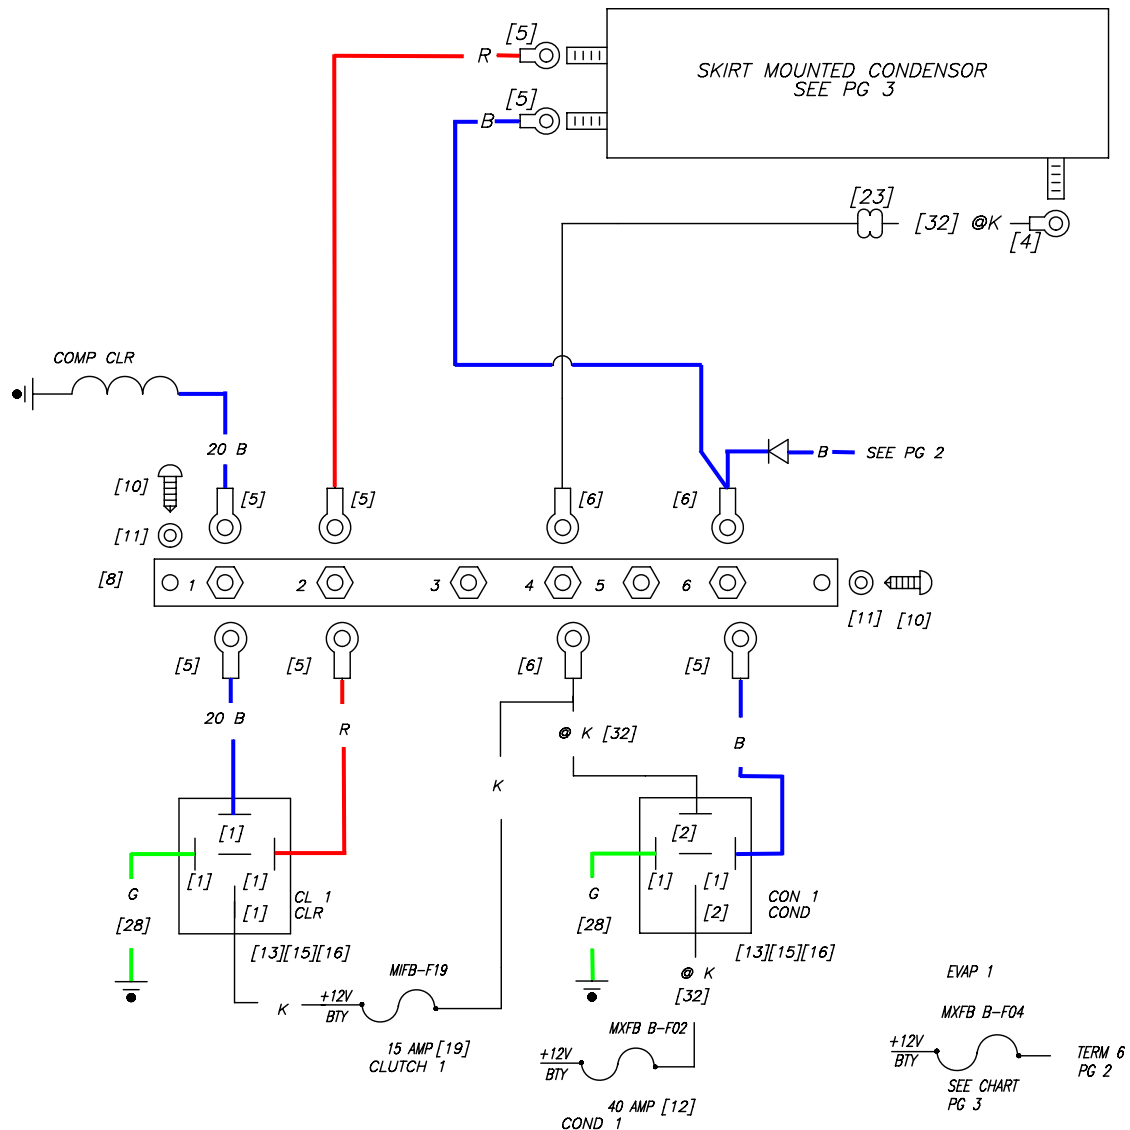 [5]
R
SKIRT MOUNTED CONDENSOR
SEE PG 3
[5]
B
[23]
[32] @K
[4]
COMP CLR
20 B
B
SEE PG 2
[10]
[5]
[5]
[6]
[6]
[11]
[8]
1
2
3
4
5
6
[11]
[10]
[5]
[5]
[6]
[5]
20 B
R
@ K [32]
B
K
[1]
[2]
[1]
[1]
[1]
[1]
G
CL 1
CLR
[1]
[28]
G
CON 1
COND
[2]
[28]
[13][15][16]
[13][15][16]
MIFB-F19
@ K
[32]
EVAP 1
K
+12V
BTY
MXFB B-F02
MXFB B-F04
15 AMP [19]
CLUTCH 1
+12V
BTY
+12V
BTY
TERM 6
PG 2
SEE CHART
PG 3
40 AMP [12]
COND 1